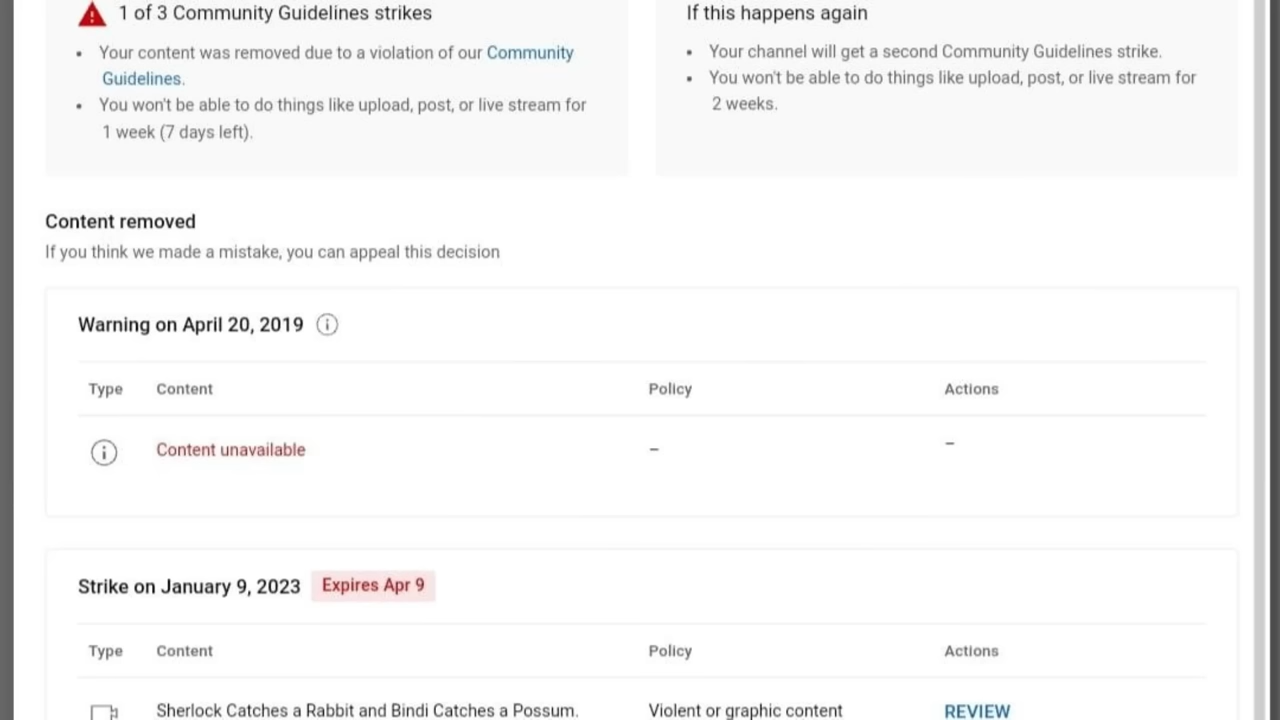 1 of 3 Community Guidelines strikes
• Your content was removed due to a violation of our Community
Guidelines.
• You won't be able to do things like upload, post, or live stream for
1 week (7 days left).
If this happens again
• Your channel will get a second Community Guidelines strike.
• You won't be able to do things like upload, post, or live stream for
2 weeks.
Content removed
If you think we made a mistake, you can appeal this decision
Warning on April 20, 2019
Type Content Policy Actions
Content unavailable – –
Strike on January 9, 2023 Expires Apr 9
Type Content Policy Actions
Sherlock Catches a Rabbit and Bindi Catches a Possum. Violent or graphic content REVIEW